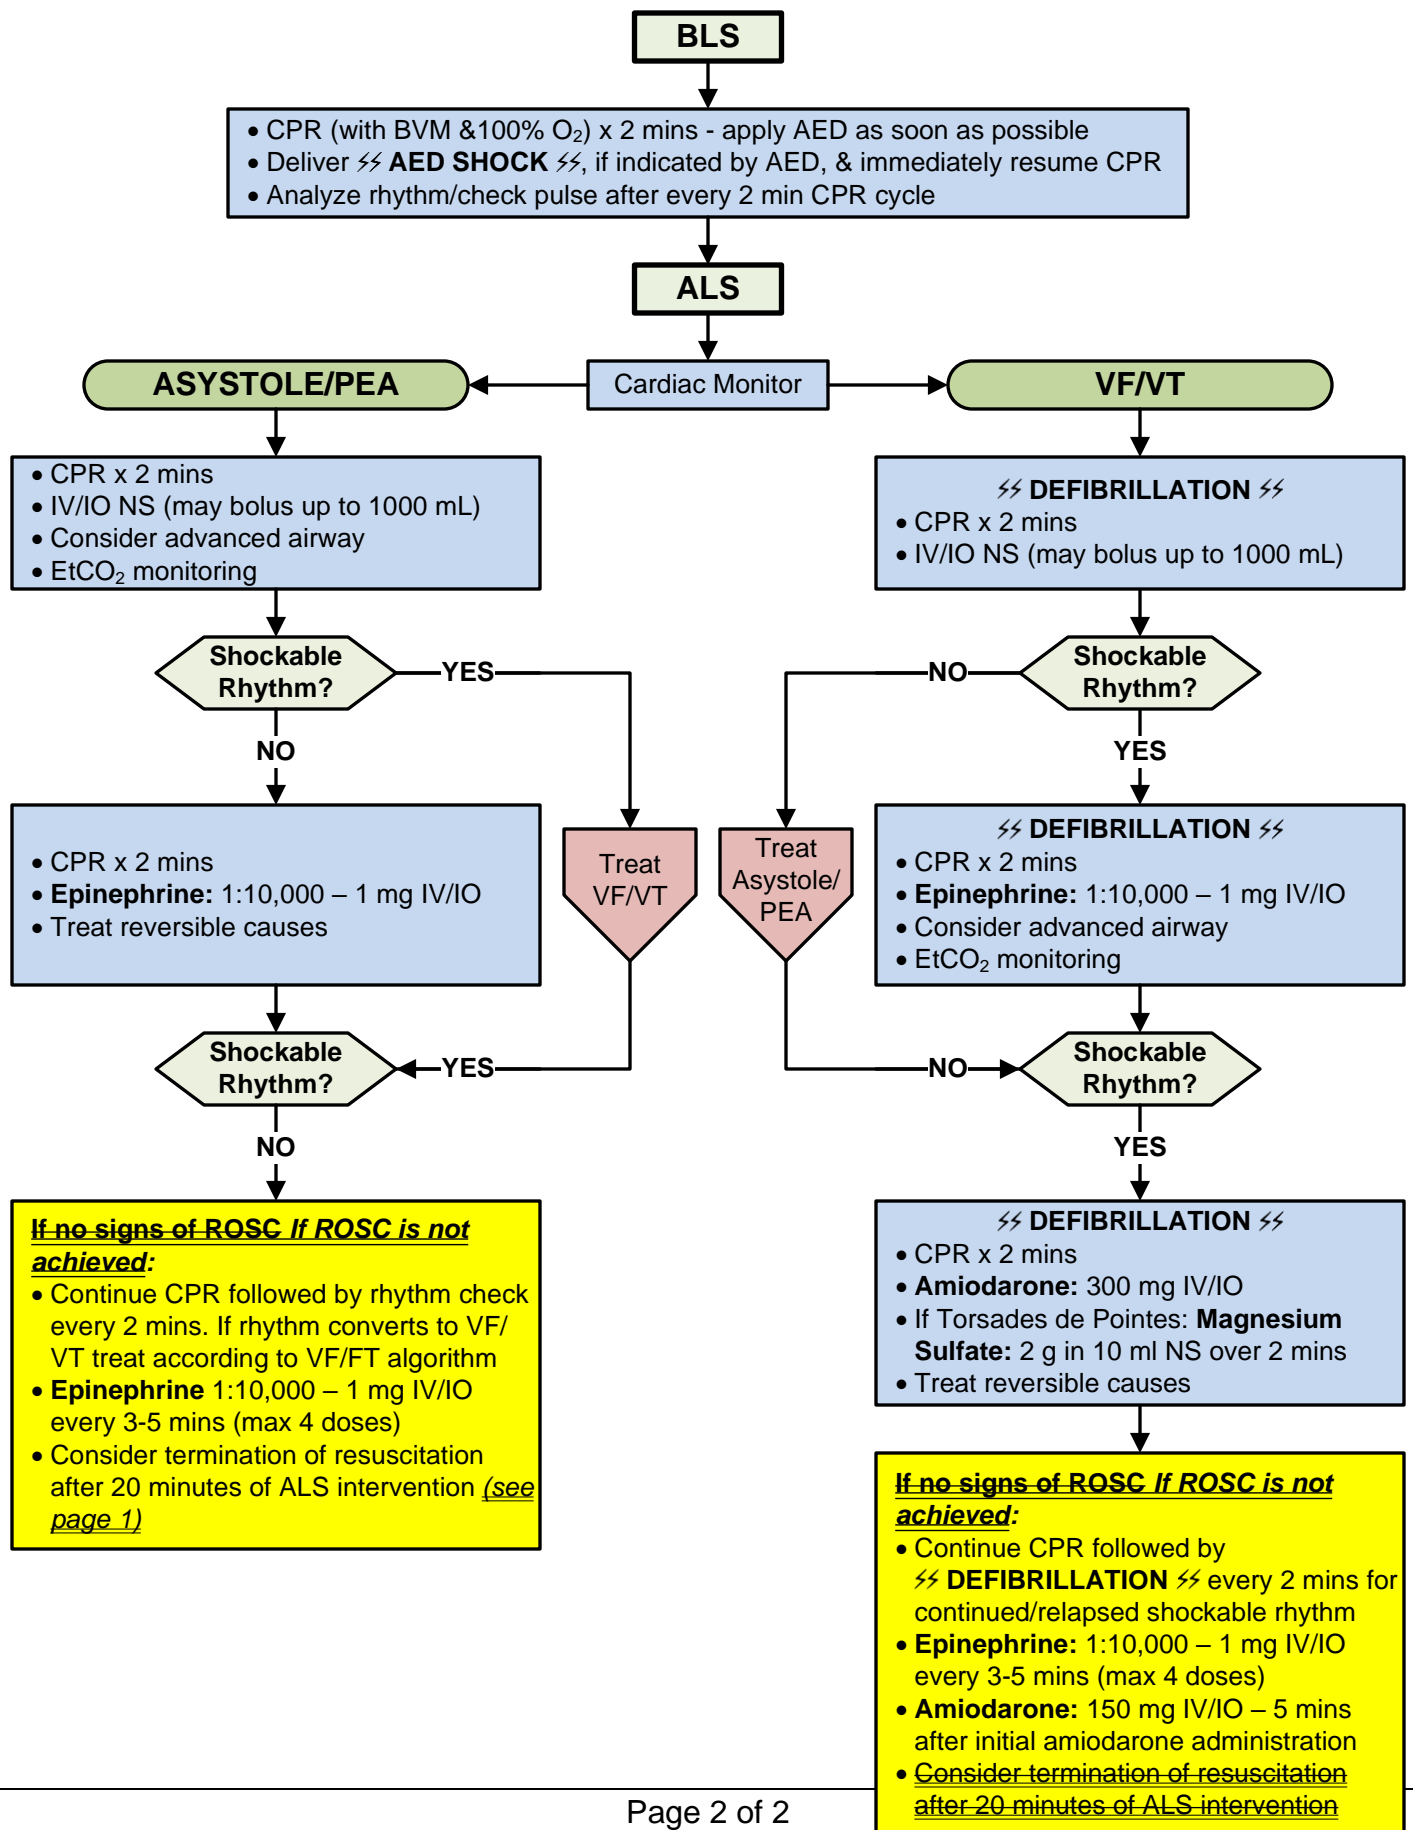 BLS
• CPR (with BVM &100% O₂) x 2 mins - apply AED as soon as possible
• Deliver ⚡⚡ AED SHOCK ⚡⚡, if indicated by AED, & immediately resume CPR
• Analyze rhythm/check pulse after every 2 min CPR cycle
ALS
Cardiac Monitor
ASYSTOLE/PEA
• CPR x 2 mins
• IV/IO NS (may bolus up to 1000 mL)
• Consider advanced airway
• EtCO₂ monitoring
Shockable
Rhythm?
YES
NO
• CPR x 2 mins
• Epinephrine: 1:10,000 – 1 mg IV/IO
• Treat reversible causes
Treat
VF/VT
Shockable
Rhythm?
YES
NO
If no signs of ROSC If ROSC is not
achieved:
• Continue CPR followed by rhythm check
every 2 mins. If rhythm converts to VF/
VT treat according to VF/FT algorithm
• Epinephrine 1:10,000 – 1 mg IV/IO
every 3-5 mins (max 4 doses)
• Consider termination of resuscitation
after 20 minutes of ALS intervention (see
page 1)
VF/VT
⚡⚡ DEFIBRILLATION ⚡⚡
• CPR x 2 mins
• IV/IO NS (may bolus up to 1000 mL)
Shockable
Rhythm?
NO
YES
Treat
Asystole/
PEA
⚡⚡ DEFIBRILLATION ⚡⚡
• CPR x 2 mins
• Epinephrine: 1:10,000 – 1 mg IV/IO
• Consider advanced airway
• EtCO₂ monitoring
Shockable
Rhythm?
NO
YES
⚡⚡ DEFIBRILLATION ⚡⚡
• CPR x 2 mins
• Amiodarone: 300 mg IV/IO
• If Torsades de Pointes: Magnesium
Sulfate: 2 g in 10 ml NS over 2 mins
• Treat reversible causes
If no signs of ROSC If ROSC is not
achieved:
• Continue CPR followed by
⚡⚡ DEFIBRILLATION ⚡⚡ every 2 mins for
continued/relapsed shockable rhythm
• Epinephrine: 1:10,000 – 1 mg IV/IO
every 3-5 mins (max 4 doses)
• Amiodarone: 150 mg IV/IO – 5 mins
after initial amiodarone administration
• Consider termination of resuscitation
after 20 minutes of ALS intervention
Page 2 of 2